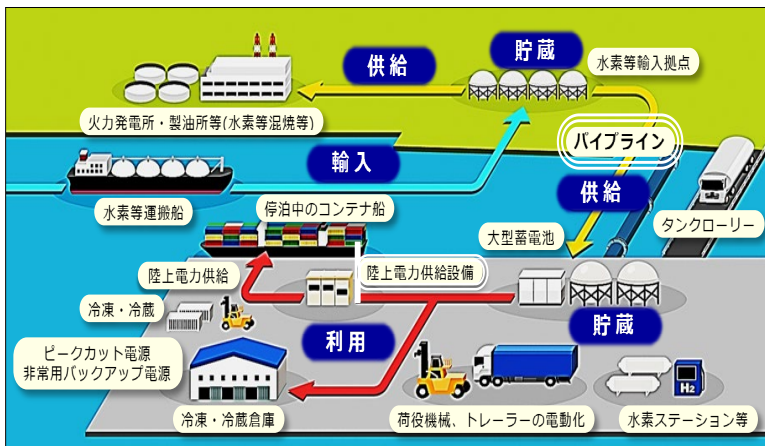 貯蔵
供給
水素等輸入拠点
火力発電所・製油所等(水素等混焼等)
パイプライン
輸入
供給
水素等運搬船
停泊中のコンテナ船
タンクローリー
大型蓄電池
陸上電力供給
陸上電力供給設備
冷凍・冷蔵
貯蔵
利用
ピークカット電源
非常用バックアップ電源
H2
冷凍・冷蔵倉庫
荷役機械、トレーラーの電動化
水素ステーション等